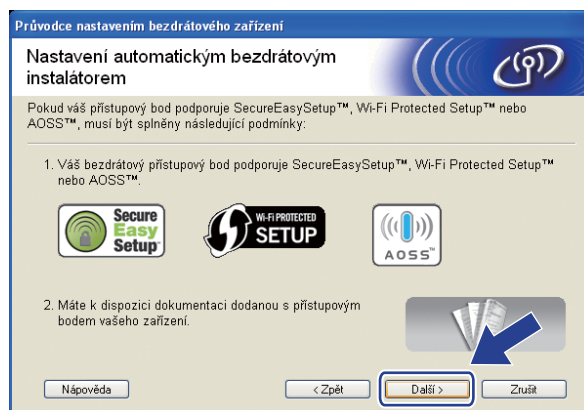 Průvodce nastavením bezdrátového zařízení
Nastavení automatickým bezdrátovým
instalátorem
Pokud váš přístupový bod podporuje SecureEasySetup™, Wi-Fi Protected Setup™ nebo
AOSS™, musí být splněny následující podmínky:
1. Váš bezdrátový přístupový bod podporuje SecureEasySetup™, Wi-Fi Protected Setup™
nebo AOSS™.
Secure
Easy
Setup™
WI-FI PROTECTED
SETUP
AOSS™
2. Máte k dispozici dokumentaci dodanou s přístupovým
bodem vašeho zařízení.
Nápověda
< Zpět
Další >
Zrušit